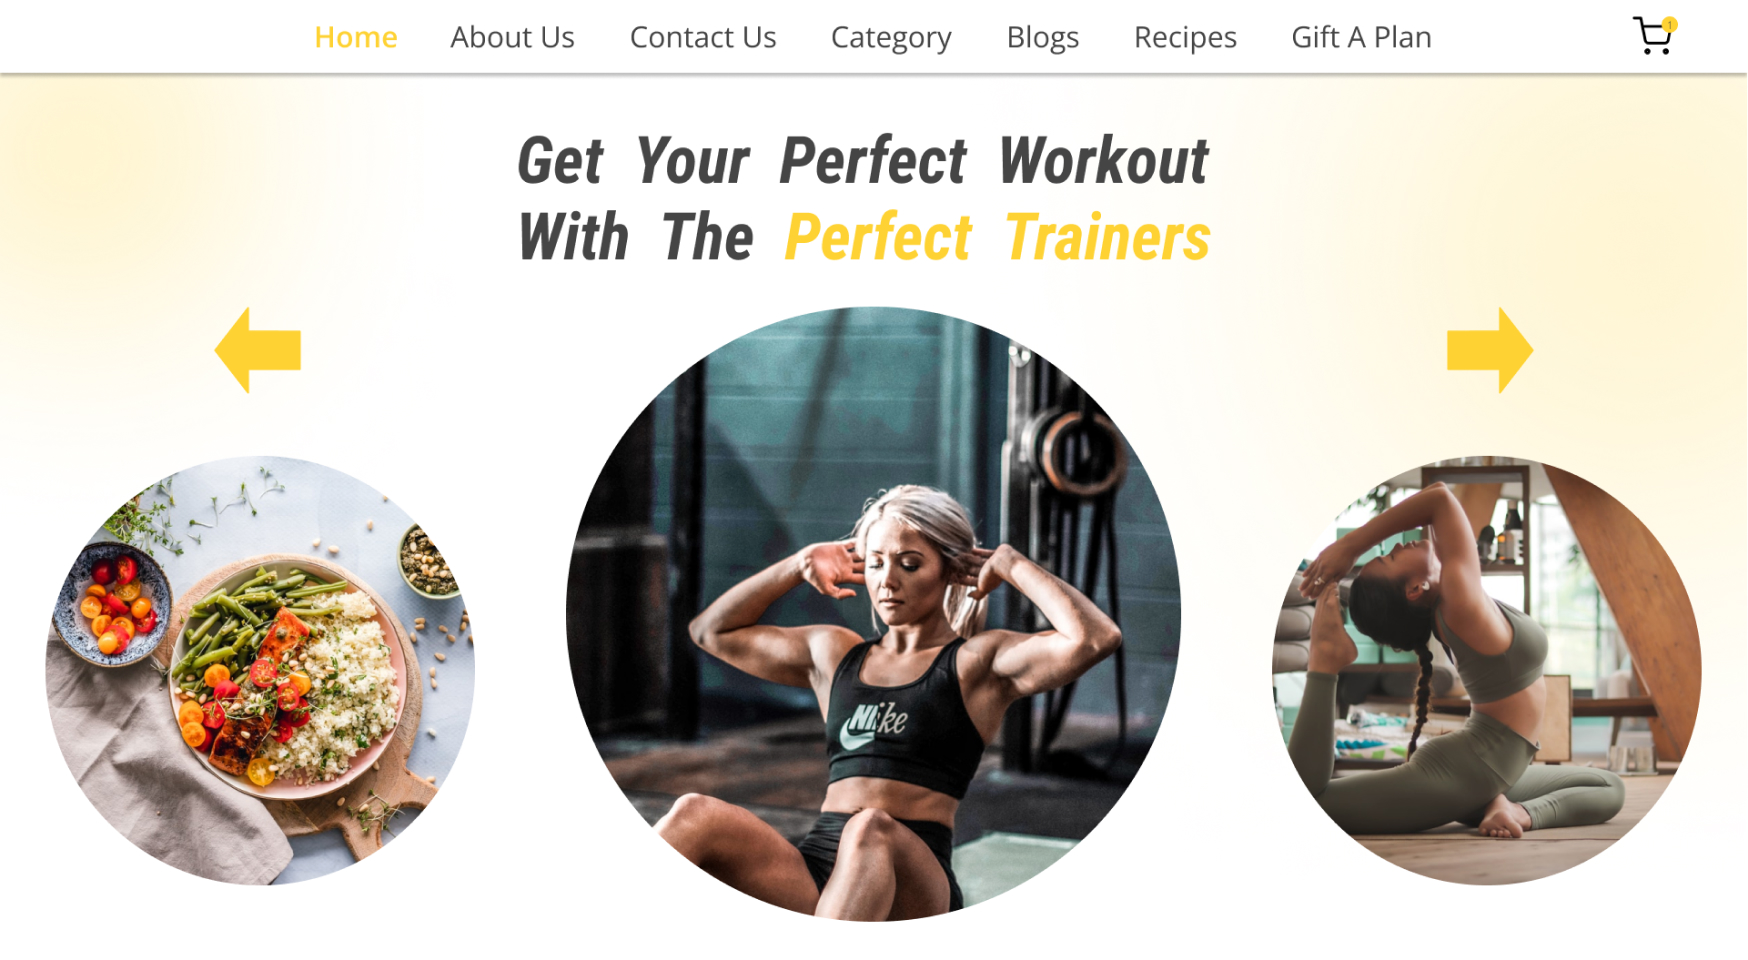 Home About Us Contact Us Category Blogs Recipes Gift A Plan 1
Get Your Perfect Workout
With The Perfect Trainers
Nike